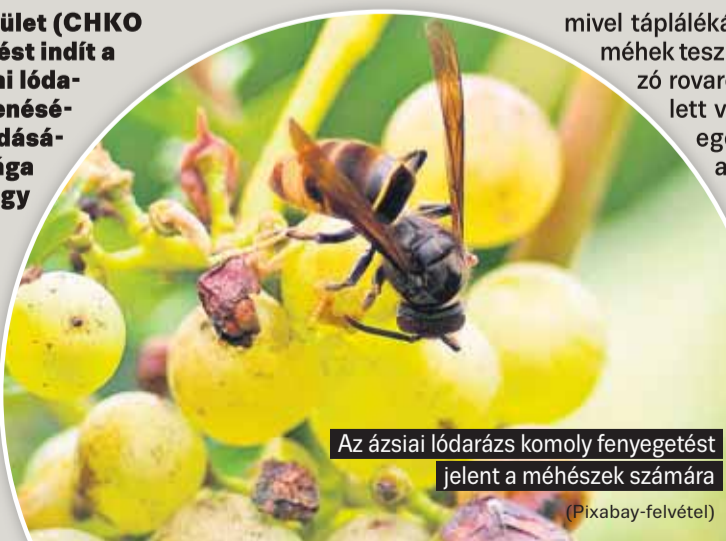 ület (CHKO
ést indít a
ai lóda-
enésé-
dásá-
ága
gy
mivel tápláléká
méhek tesz
zó rovar
lett v
eg
a
Az ázsiai lódarázs komoly fenyegetést
jelent a méhészek számára
(Pixabay-felvétel)